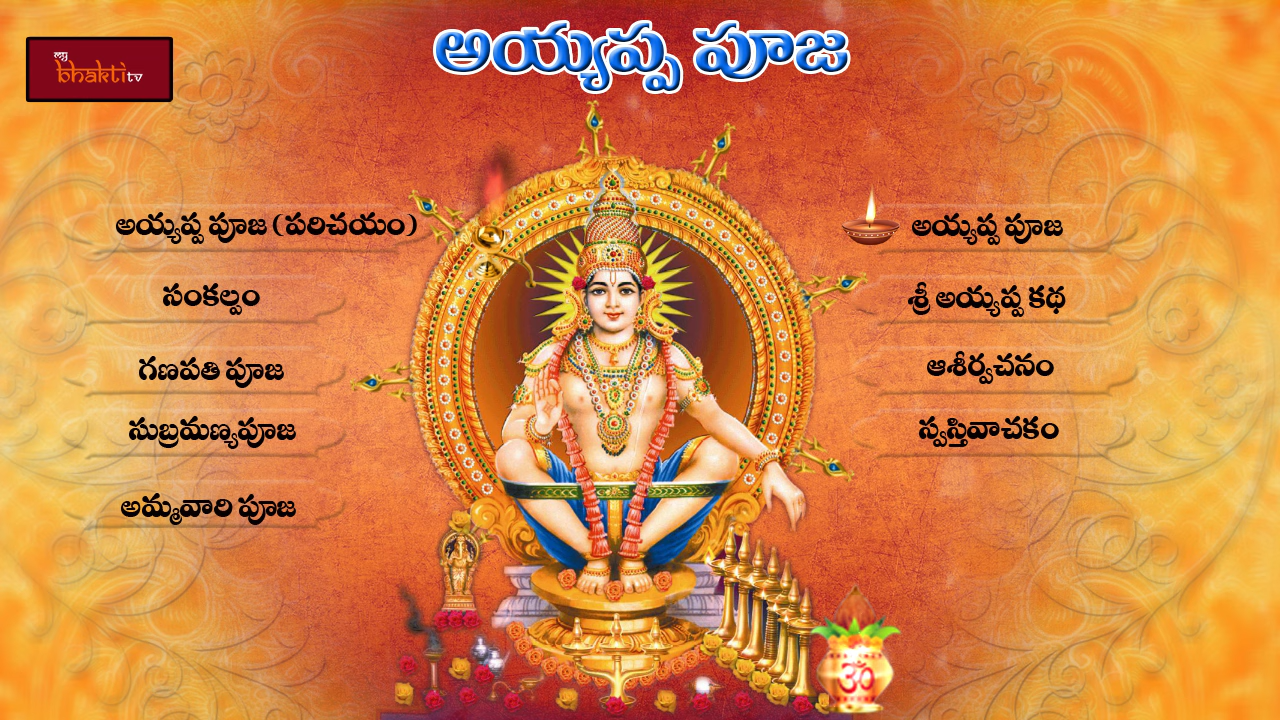 my
bhakti tv
అయ్యప్ప పూజ
అయ్యప్ప పూజ (పరిచయం)
సంకల్పం
గణపతి పూజ
సుబ్రమణ్యపూజ
అమ్మవారి పూజ
అయ్యప్ప పూజ
శ్రీ అయ్యప్ప కథ
ఆశీర్వచనం
స్వస్తివాచకం
ॐ